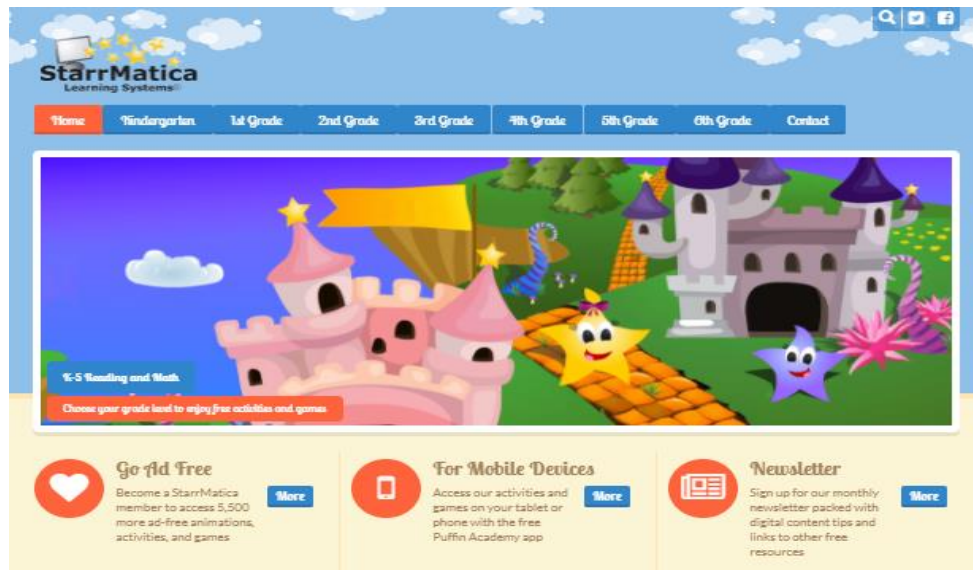 StarrMatica
Learning Systems
Home Kindergarten 1st Grade 2nd Grade 3rd Grade 4th Grade 5th Grade 6th Grade Contact
K-5 Reading and Math
Choose your grade level to enjoy free activities and games
Go Ad Free
Become a StarrMatica
member to access 5,500
more ad-free animations,
activities, and games
More
For Mobile Devices
Access our activities and
games on your tablet or
phone with the free
Puffin Academy app
More
Newsletter
Sign up for our monthly
newsletter packed with
digital content tips and
links to other free
resources
More